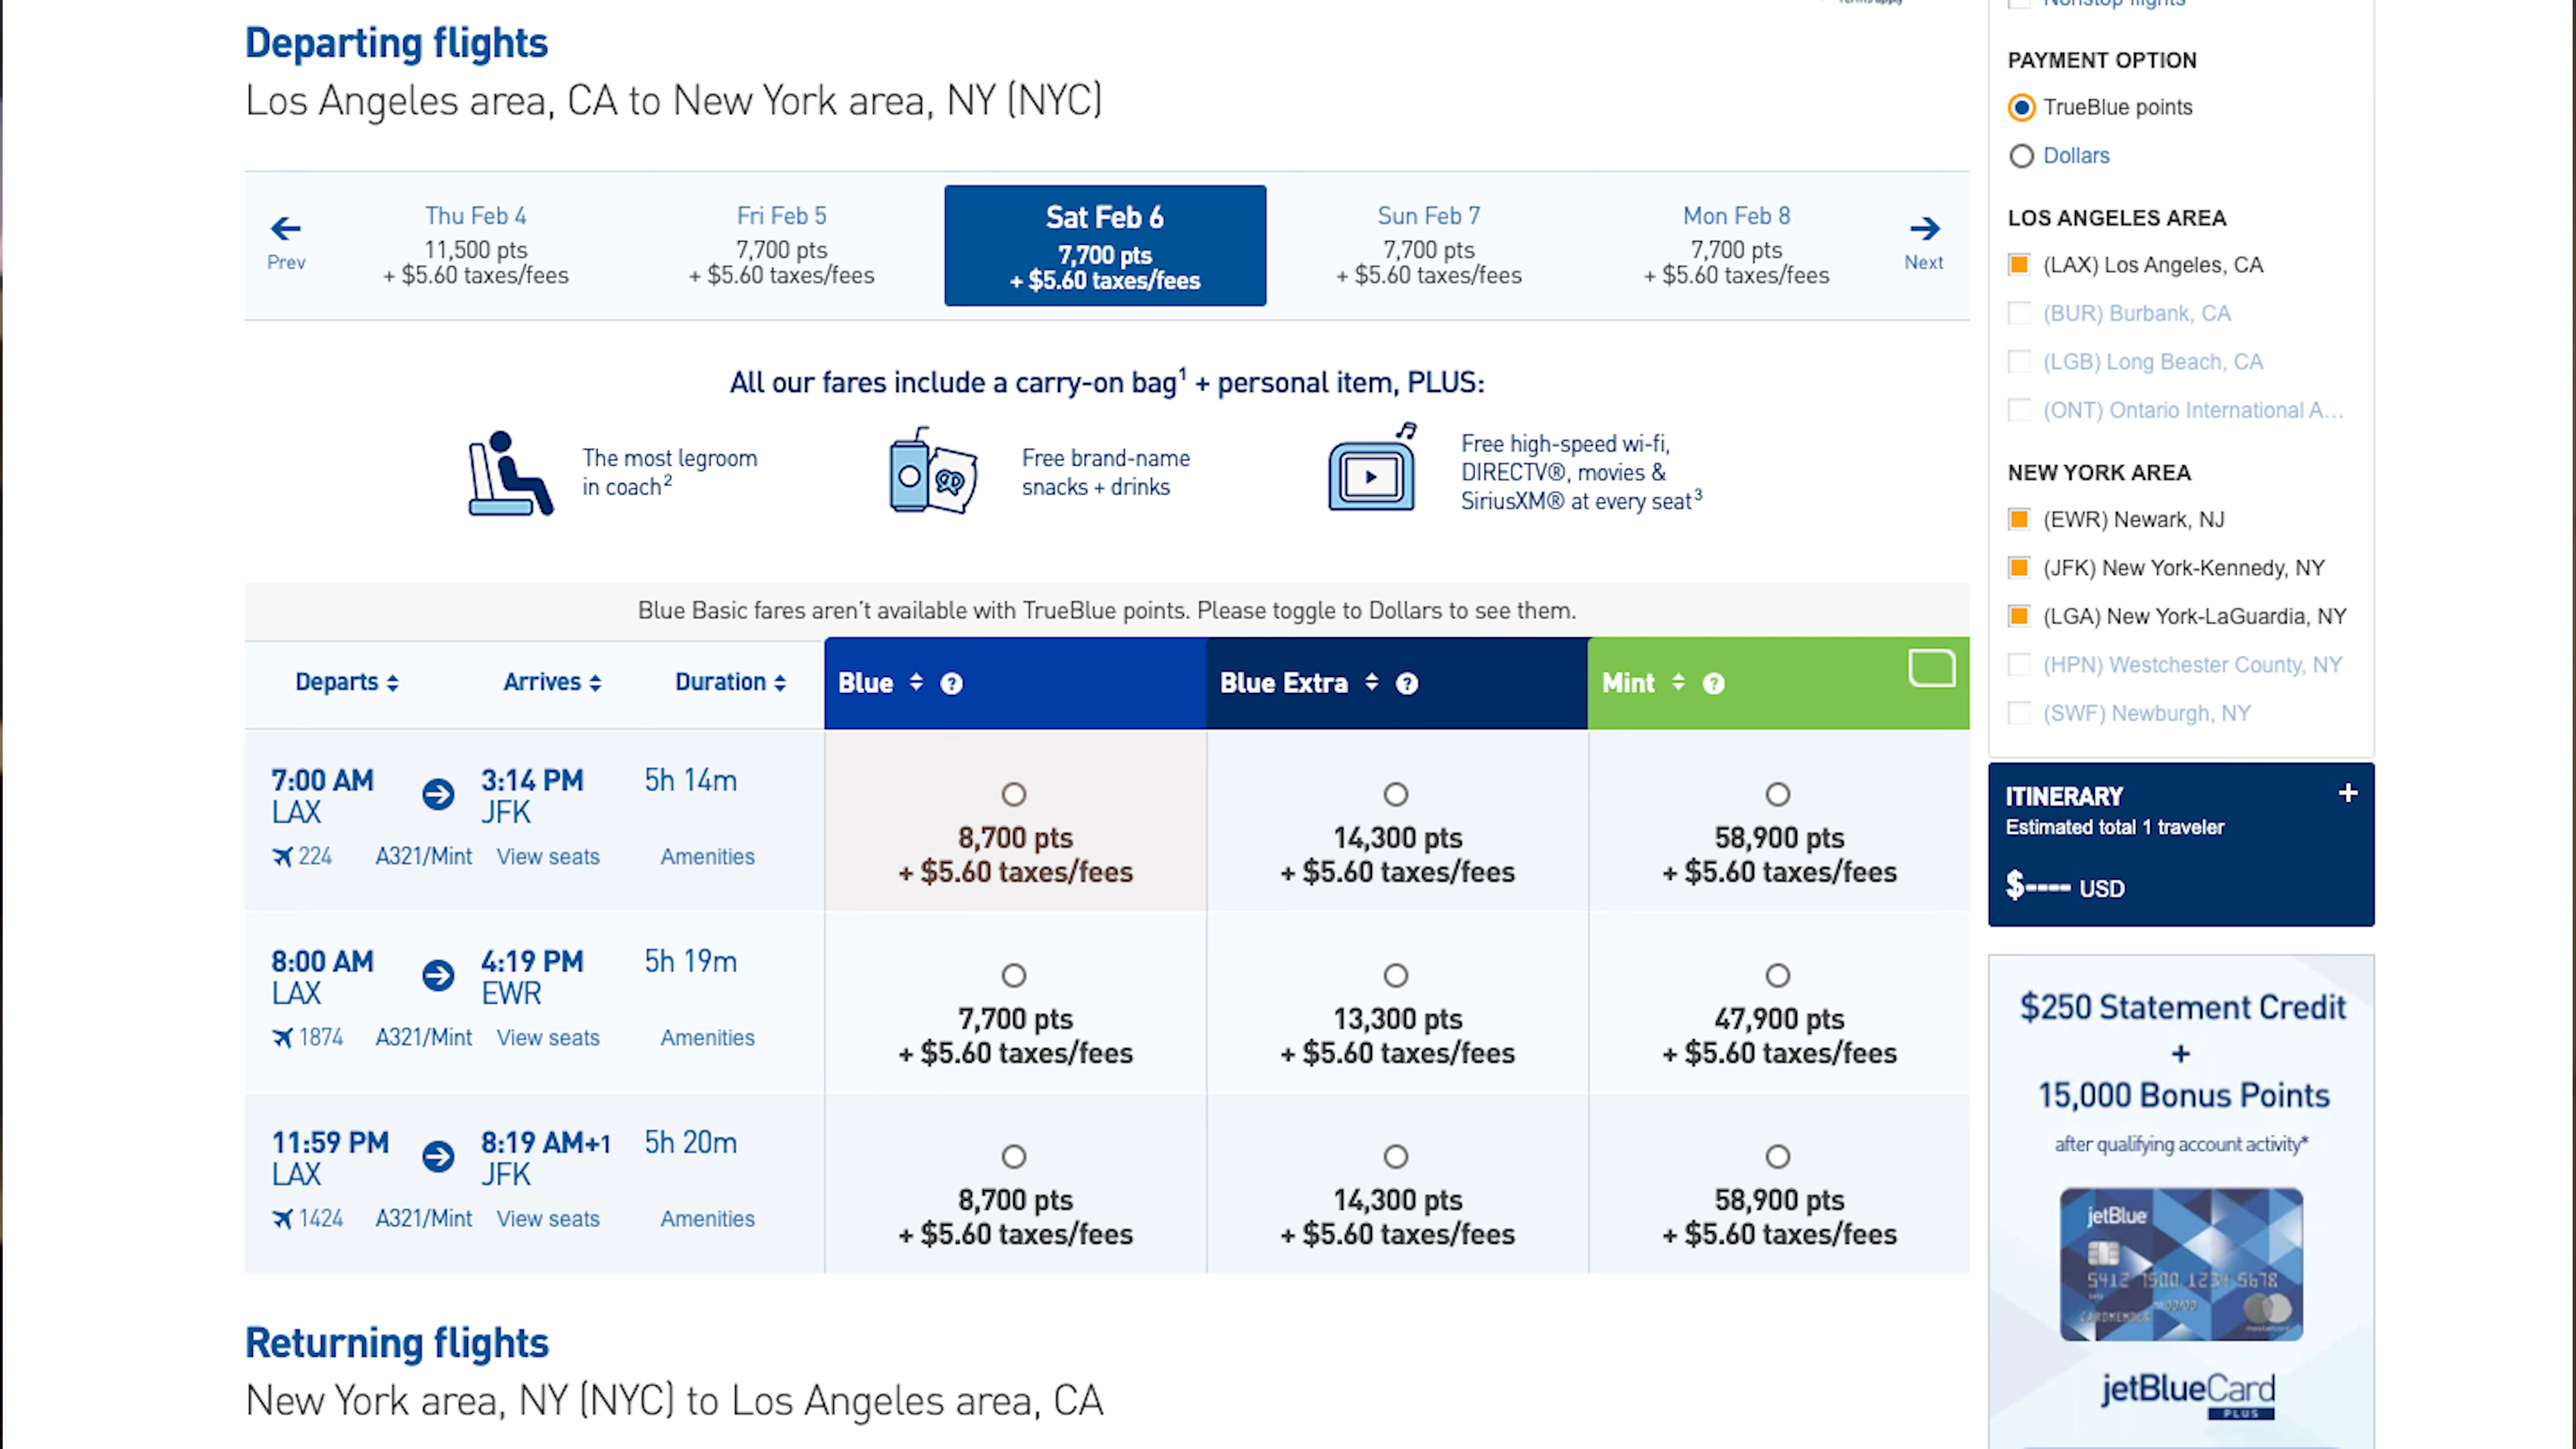 Terms apply
Departing flights
Los Angeles area, CA to New York area, NY (NYC)
Prev
Thu Feb 4
11,500 pts
+ $5.60 taxes/fees
Fri Feb 5
7,700 pts
+ $5.60 taxes/fees
Sat Feb 6
7,700 pts
+ $5.60 taxes/fees
Sun Feb 7
7,700 pts
+ $5.60 taxes/fees
Mon Feb 8
7,700 pts
+ $5.60 taxes/fees
Next
All our fares include a carry-on bag¹ + personal item, PLUS:
The most legroom
in coach²
Free brand-name
snacks + drinks
Free high-speed wi-fi,
DIRECTV®, movies &
SiriusXM® at every seat³
Blue Basic fares aren't available with TrueBlue points. Please toggle to Dollars to see them.
Departs
Arrives
Duration
Blue ?
Blue Extra ?
Mint ?
7:00 AM
LAX
3:14 PM
JFK
5h 14m
224 A321/Mint View seats Amenities
8,700 pts
+ $5.60 taxes/fees
14,300 pts
+ $5.60 taxes/fees
58,900 pts
+ $5.60 taxes/fees
8:00 AM
LAX
4:19 PM
EWR
5h 19m
1874 A321/Mint View seats Amenities
7,700 pts
+ $5.60 taxes/fees
13,300 pts
+ $5.60 taxes/fees
47,900 pts
+ $5.60 taxes/fees
11:59 PM
LAX
8:19 AM+1
JFK
5h 20m
1424 A321/Mint View seats Amenities
8,700 pts
+ $5.60 taxes/fees
14,300 pts
+ $5.60 taxes/fees
58,900 pts
+ $5.60 taxes/fees
Returning flights
New York area, NY (NYC) to Los Angeles area, CA
Nonstop flights
PAYMENT OPTION
TrueBlue points
Dollars
LOS ANGELES AREA
(LAX) Los Angeles, CA
(BUR) Burbank, CA
(LGB) Long Beach, CA
(ONT) Ontario International A...
NEW YORK AREA
(EWR) Newark, NJ
(JFK) New York-Kennedy, NY
(LGA) New York-LaGuardia, NY
(HPN) Westchester County, NY
(SWF) Newburgh, NY
ITINERARY +
Estimated total 1 traveler
$---- USD
$250 Statement Credit
+
15,000 Bonus Points
after qualifying account activity*
jetBlue
5412 7500 1234 5678
00/00
CARDMEMBER
mastercard
jetBlueCard
PLUS